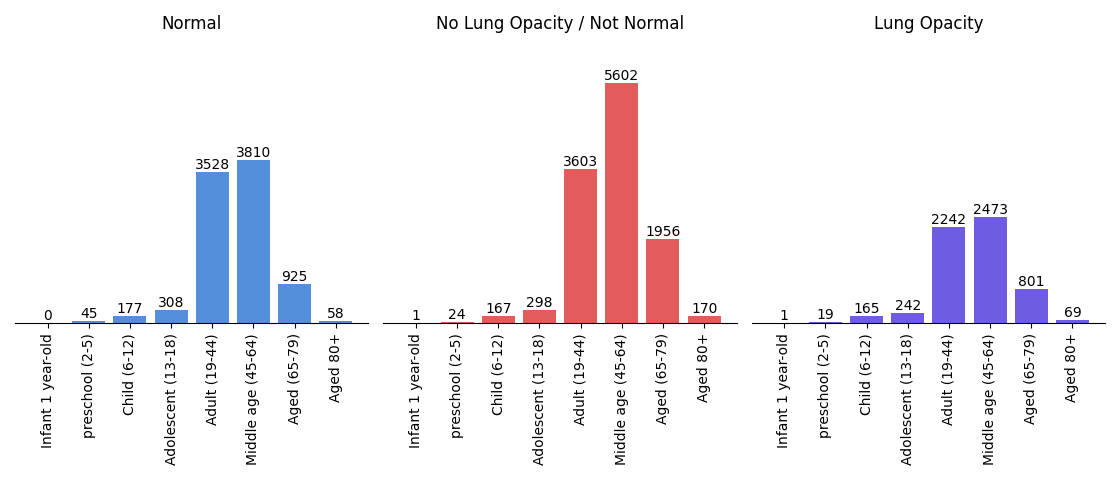 Normal
No Lung Opacity / Not Normal
Lung Opacity
0
45
177
308
3528
3810
925
58
Infant 1 year-old
preschool (2-5)
Child (6-12)
Adolescent (13-18)
Adult (19-44)
Middle age (45-64)
Aged (65-79)
Aged 80+
1
24
167
298
3603
5602
1956
170
Infant 1 year-old
preschool (2-5)
Child (6-12)
Adolescent (13-18)
Adult (19-44)
Middle age (45-64)
Aged (65-79)
Aged 80+
1
19
165
242
2242
2473
801
69
Infant 1 year-old
preschool (2-5)
Child (6-12)
Adolescent (13-18)
Adult (19-44)
Middle age (45-64)
Aged (65-79)
Aged 80+